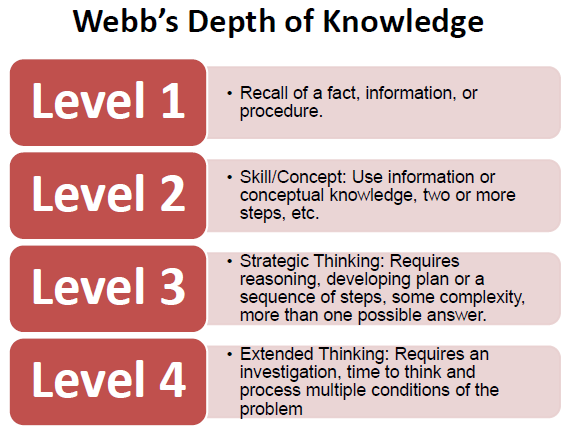 Webb's Depth of Knowledge
Level 1
• Recall of a fact, information, or
procedure.
Level 2
• Skill/Concept: Use information or
conceptual knowledge, two or more
steps, etc.
Level 3
• Strategic Thinking: Requires
reasoning, developing plan or a
sequence of steps, some complexity,
more than one possible answer.
Level 4
• Extended Thinking: Requires an
investigation, time to think and
process multiple conditions of the
problem